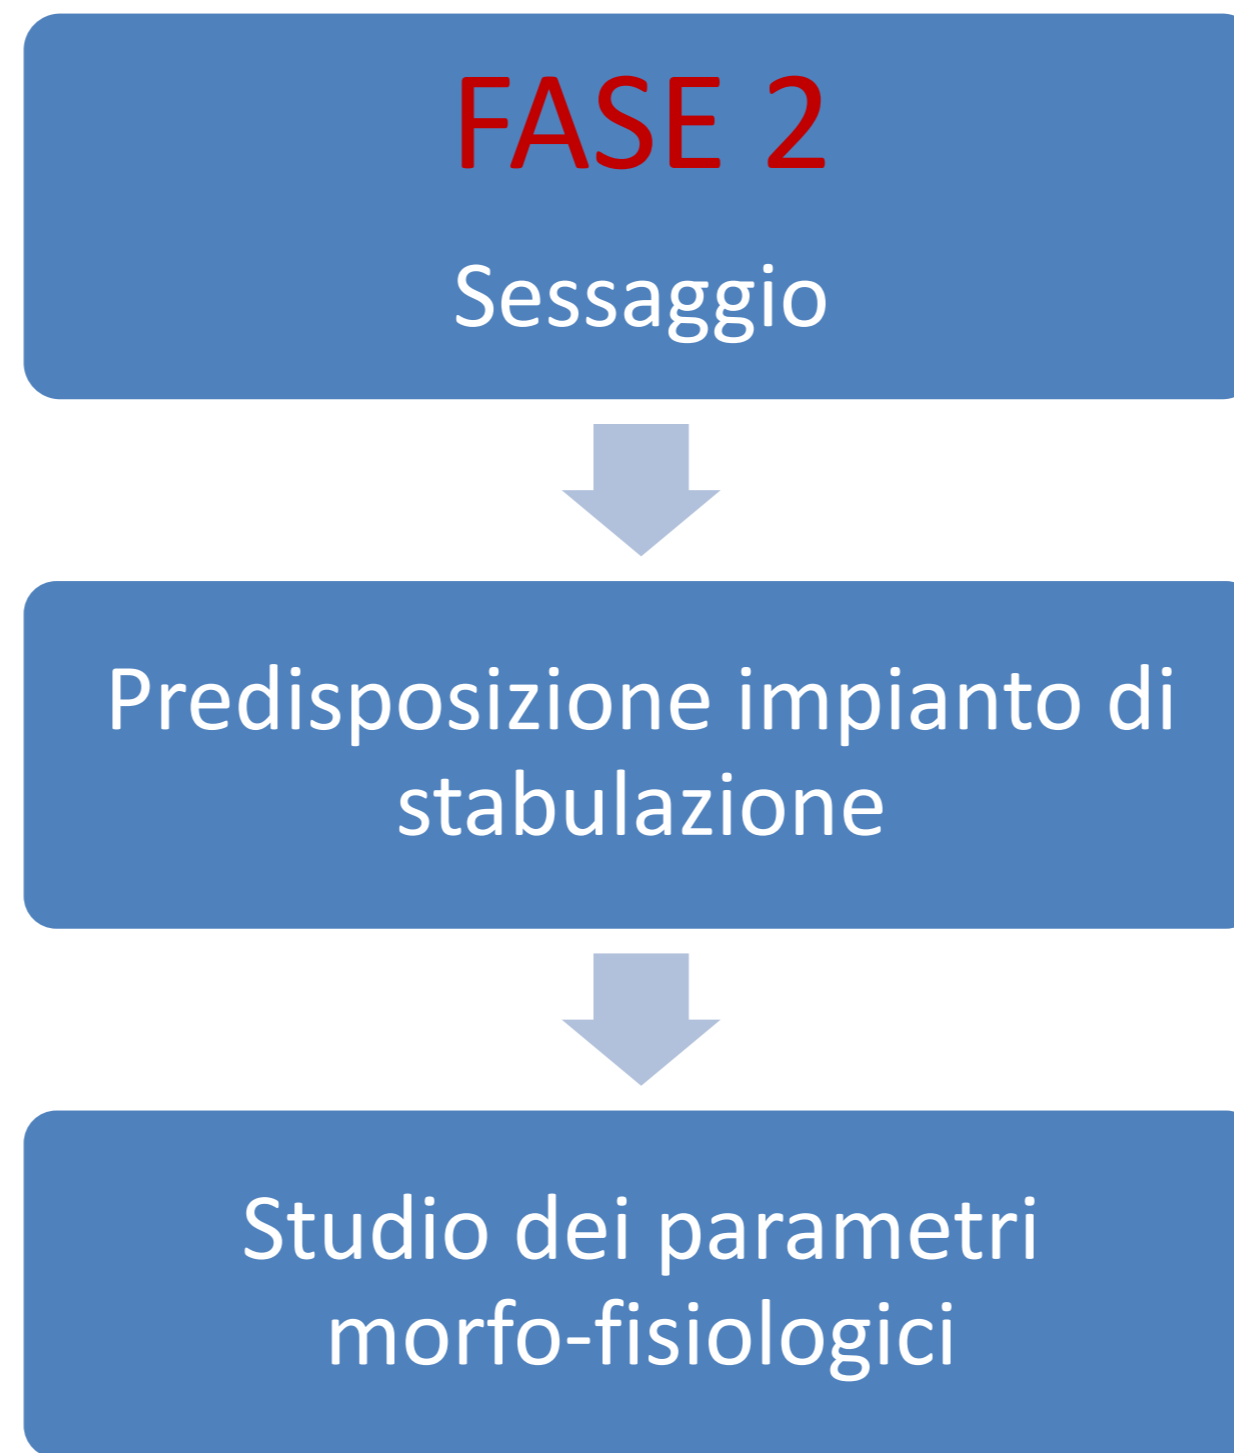 FASE 2
Sessaggio
Predisposizione impianto di
stabulazione
Studio dei parametri
morfo-fisiologici